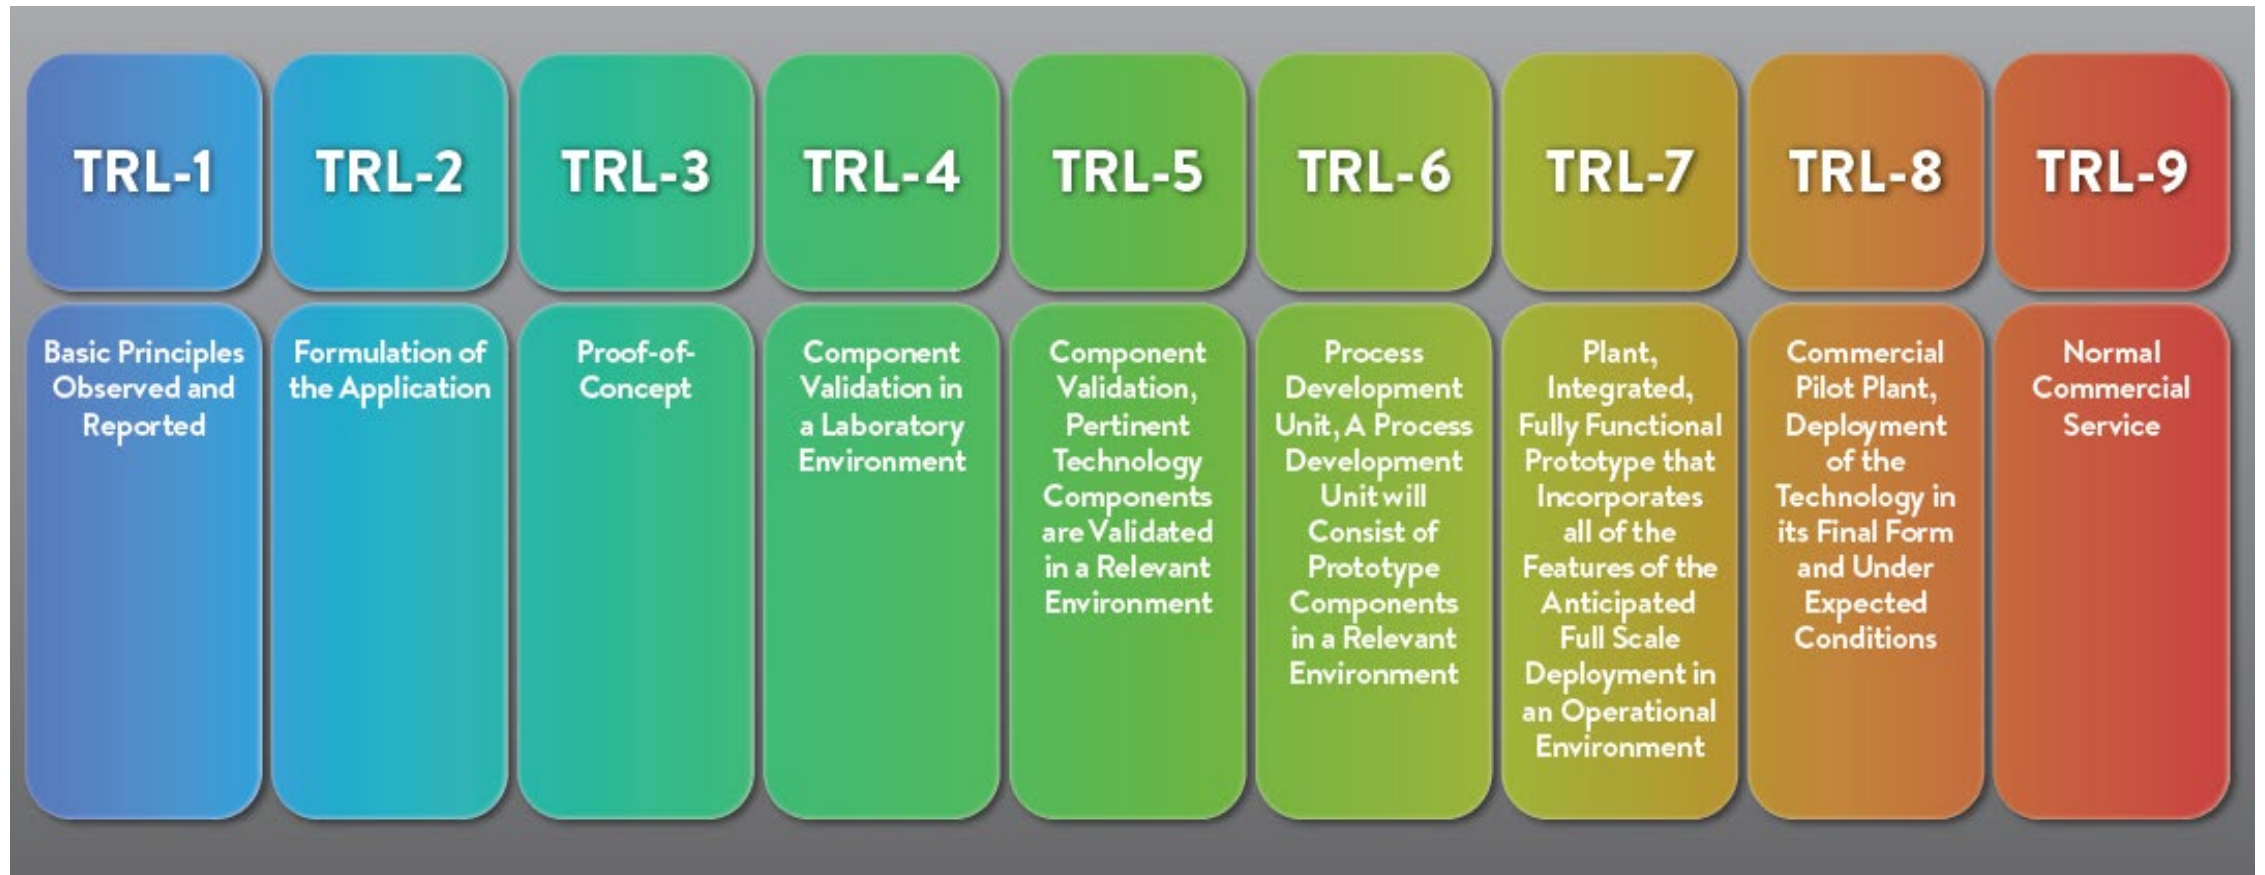 TRL-1
TRL-2
TRL-3
TRL-4
TRL-5
TRL-6
TRL-7
TRL-8
TRL-9
Basic Principles
Observed and
Reported
Formulation of
the Application
Proof-of-
Concept
Component
Validation in
a Laboratory
Environment
Component
Validation,
Pertinent
Technology
Components
are Validated
in a Relevant
Environment
Process
Development
Unit, A Process
Development
Unit will
Consist of
Prototype
Components
in a Relevant
Environment
Plant,
Integrated,
Fully Functional
Prototype that
Incorporates
all of the
Features of the
Anticipated
Full Scale
Deployment in
an Operational
Environment
Commercial
Pilot Plant,
Deployment
of the
Technology in
its Final Form
and Under
Expected
Conditions
Normal
Commercial
Service